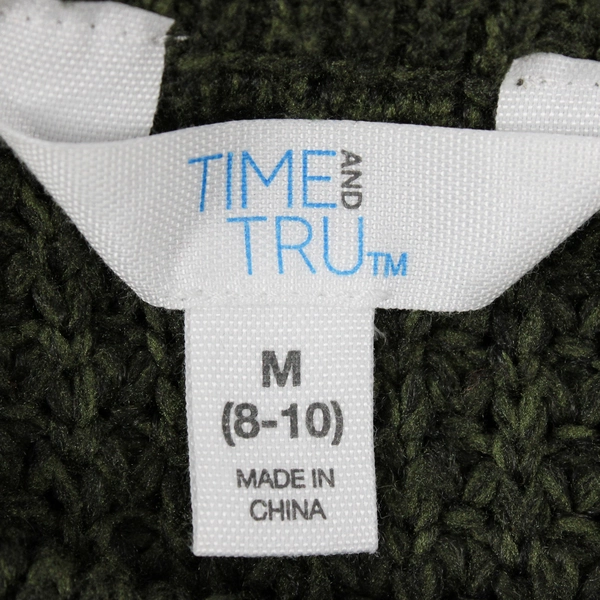 TIME AND
TRU™
M
(8-10)
MADE IN
CHINA